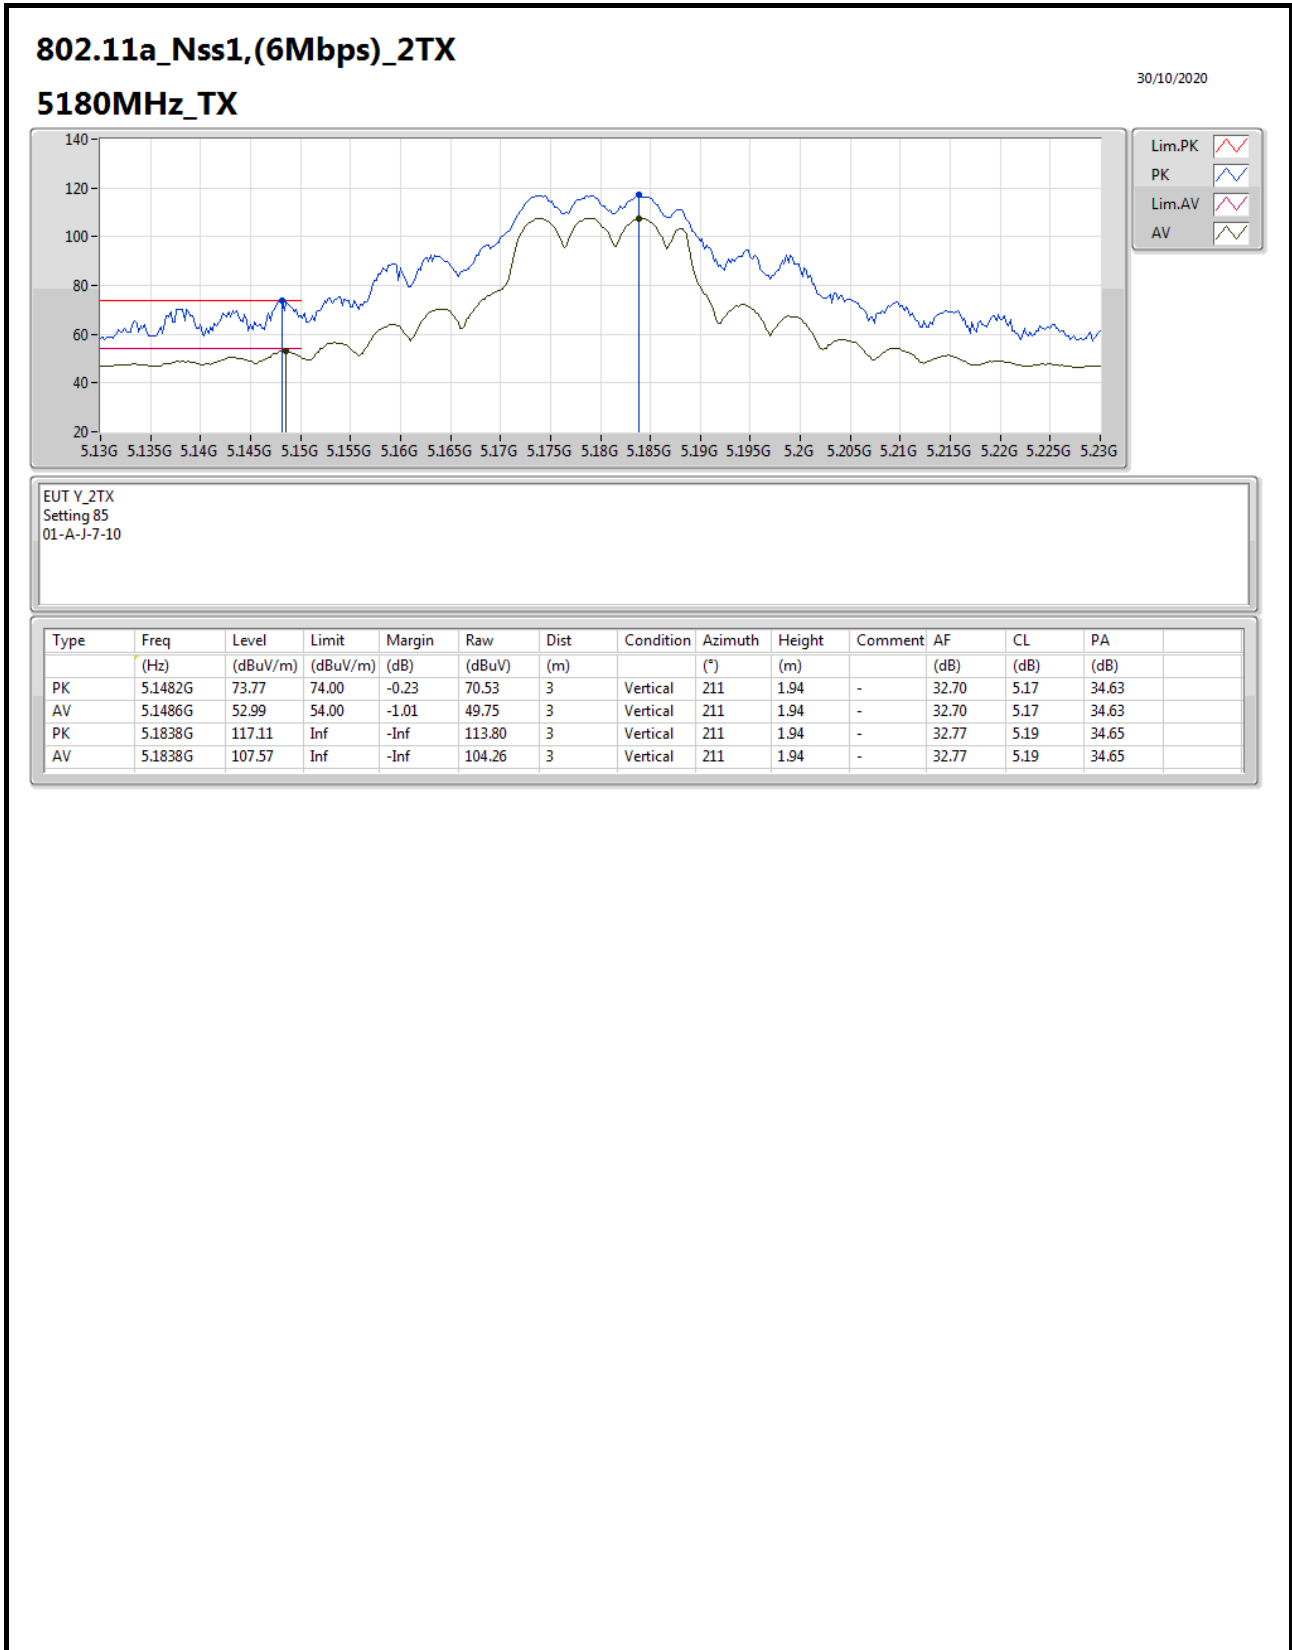 802.11a_Nss1,(6Mbps)_2TX
30/10/2020
5180MHz_TX
140
120
100
80
60
40
20
5.13G 5.135G 5.14G 5.145G 5.15G 5.155G 5.16G 5.165G 5.17G 5.175G 5.18G 5.185G 5.19G 5.195G 5.2G 5.205G 5.21G 5.215G 5.22G 5.225G 5.23G
Lim.PK
PK
Lim.AV
AV
EUT Y_2TX
Setting 85
01-A-J-7-10
Type Freq Level Limit Margin Raw Dist Condition Azimuth Height Comment AF CL PA
(Hz) (dBuV/m) (dBuV/m) (dB) (dBuV) (m) (°) (m) (dB) (dB) (dB)
PK 5.1482G 73.77 74.00 -0.23 70.53 3 Vertical 211 1.94 - 32.70 5.17 34.63
AV 5.1486G 52.99 54.00 -1.01 49.75 3 Vertical 211 1.94 - 32.70 5.17 34.63
PK 5.1838G 117.11 Inf -Inf 113.80 3 Vertical 211 1.94 - 32.77 5.19 34.65
AV 5.1838G 107.57 Inf -Inf 104.26 3 Vertical 211 1.94 - 32.77 5.19 34.65